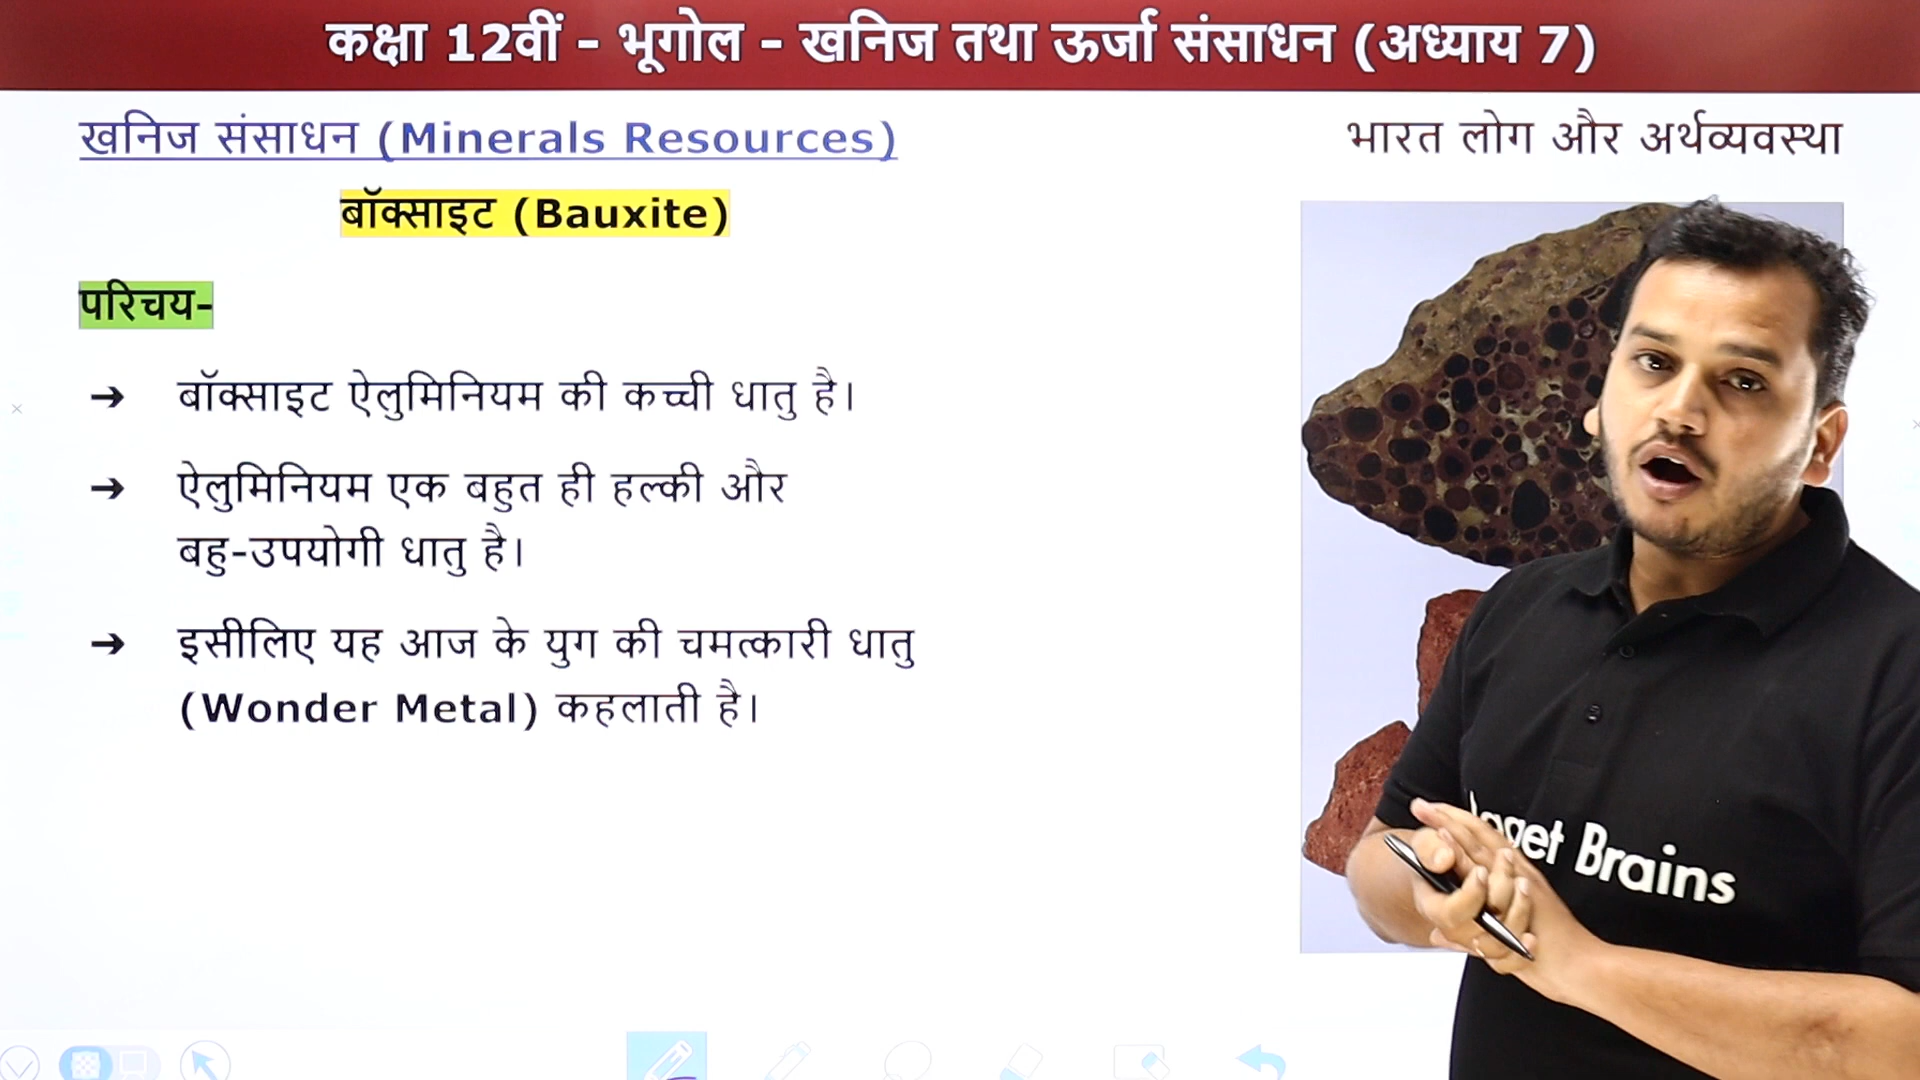 कक्षा 12वीं - भूगोल - खनिज तथा ऊर्जा संसाधन (अध्याय 7)
खनिज संसाधन (Minerals Resources)
भारत लोग और अर्थव्यवस्था
बॉक्साइट (Bauxite)
परिचय-
➔ बॉक्साइट ऐलुमिनियम की कच्ची धातु है।
➔ ऐलुमिनियम एक बहुत ही हल्की और
बहु-उपयोगी धातु है।
➔ इसीलिए यह आज के युग की चमत्कारी धातु
(Wonder Metal) कहलाती है।
Brains